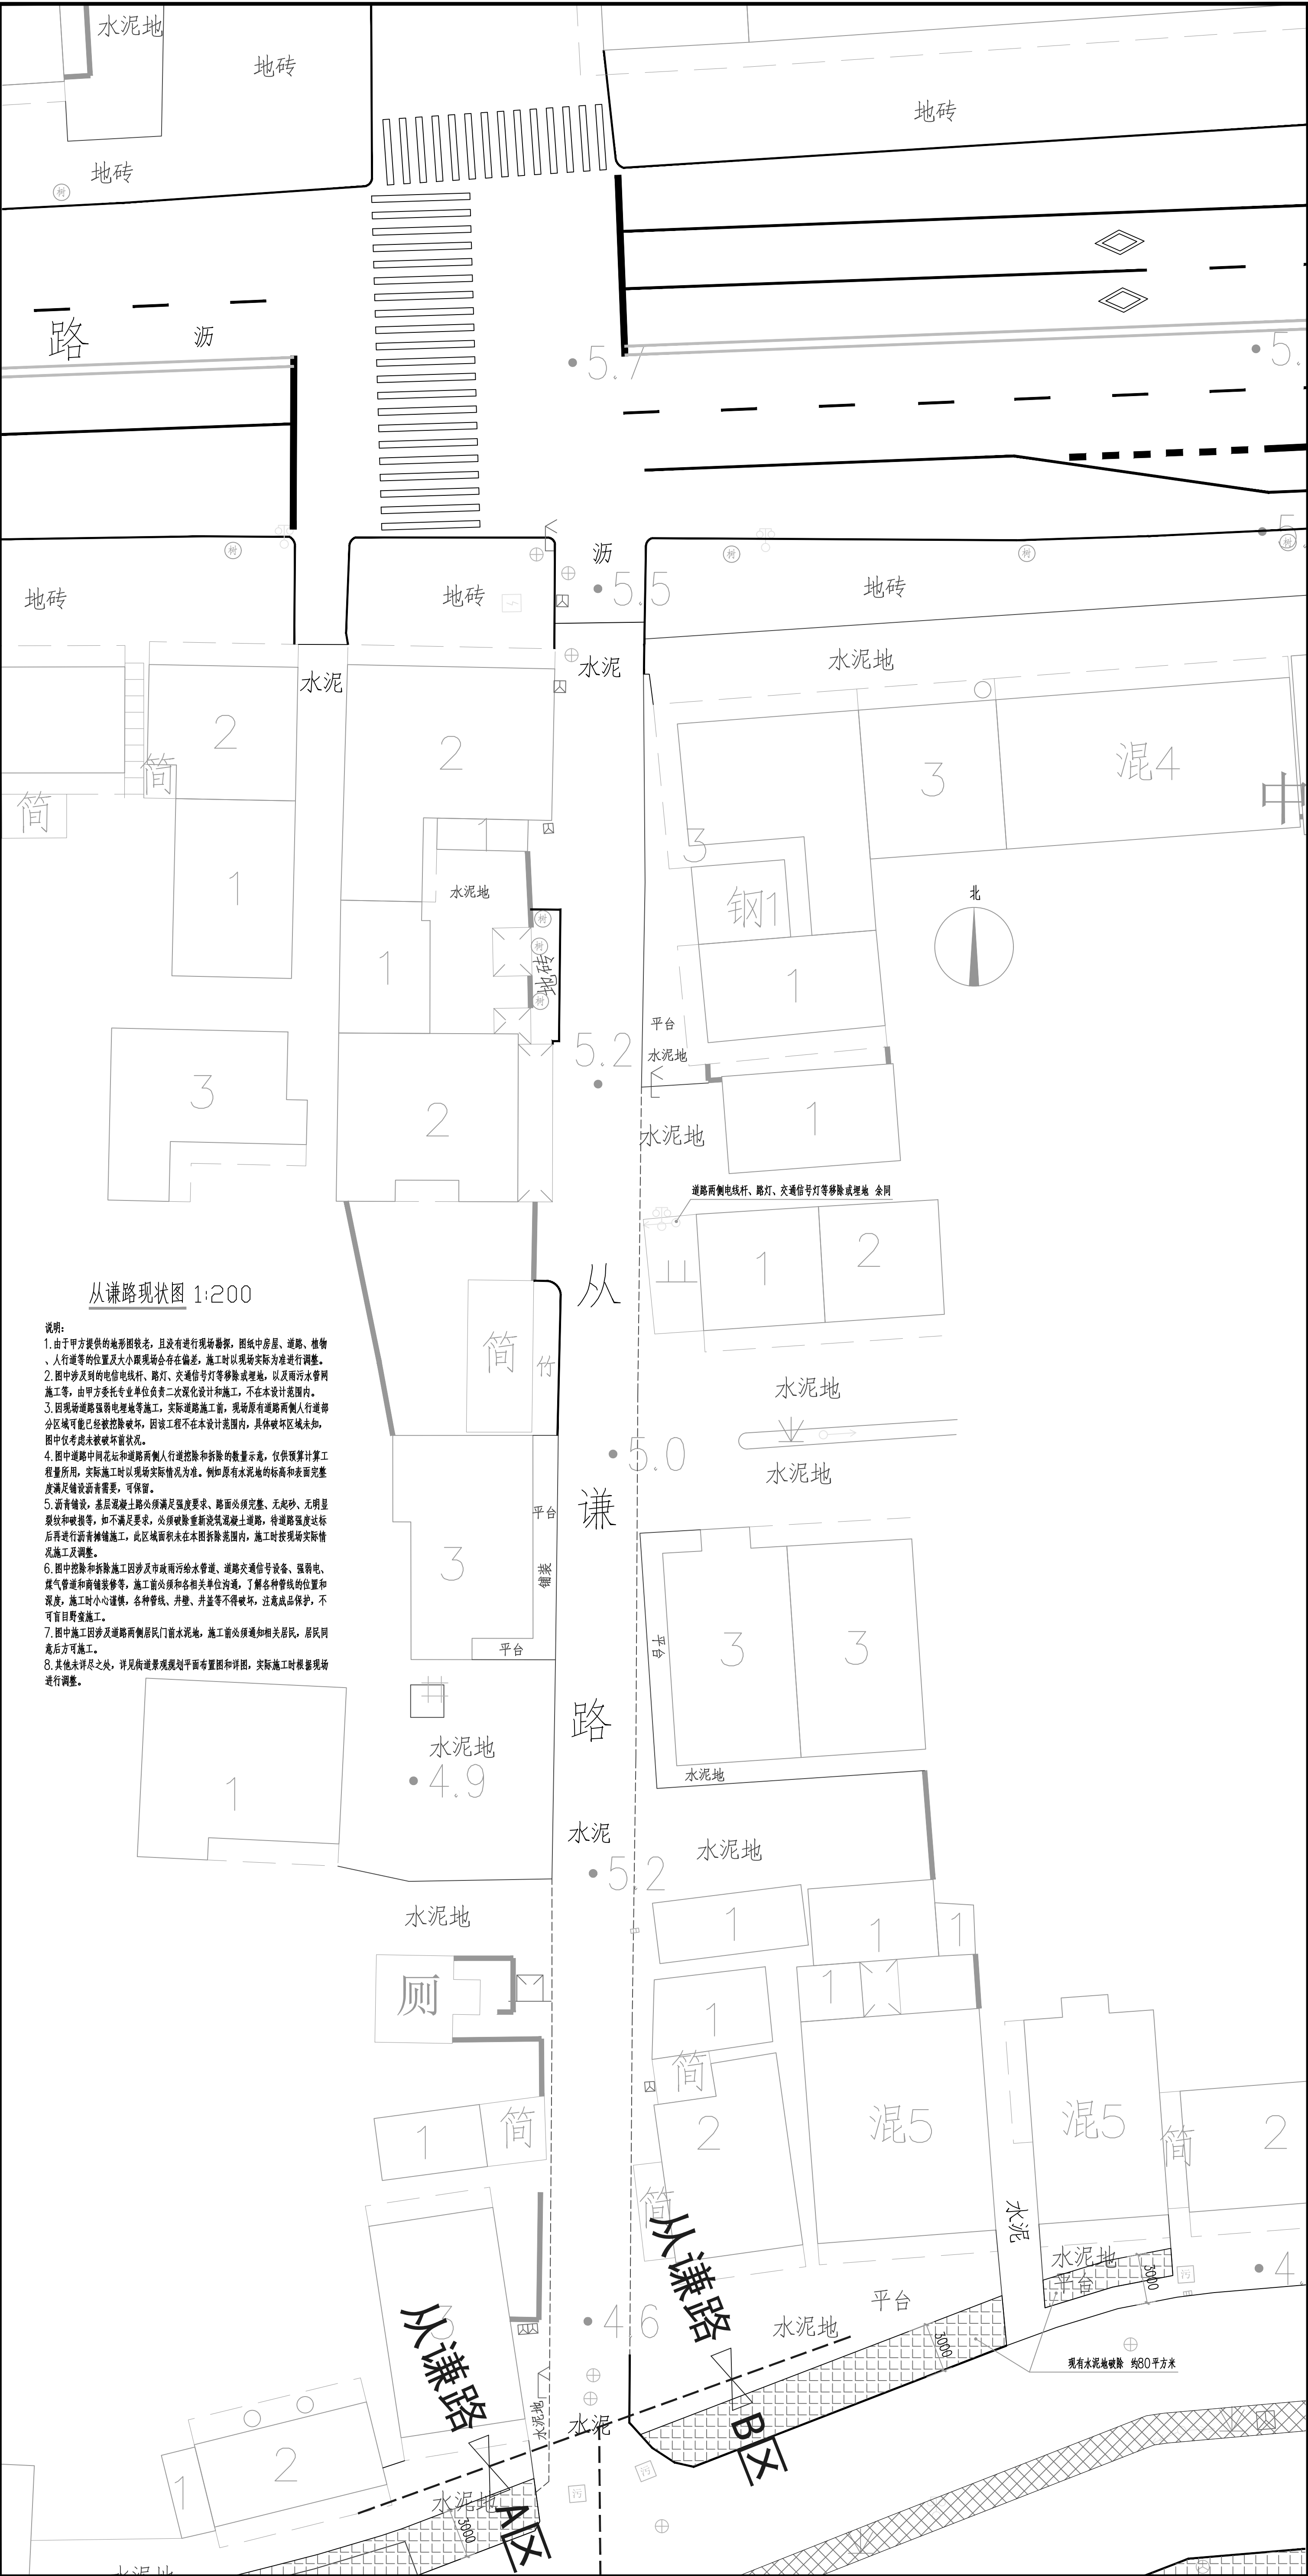 水泥地
地砖
地砖
地砖
树
路
沥
5.7
5.
沥
树
树
树
树
5.
地砖
地砖
5.5
地砖
水泥
水泥
水泥地
2
2
3
混4
中
简
简
1
3
1
水泥地
钢1
北
树
树
地砖
树
1
1
平台
5.2
水泥地
3
2
1
水泥地
道路两侧电线杆、路灯、交通信号灯等移除或埋地 余同
1
2
从
从谦路现状图 1:200
说明:
1.由于甲方提供的地形图较老，且没有进行现场勘探，图纸中房屋、道路、植物
、人行道等的位置及大小跟现场会存在偏差，施工时以现场实际为准进行调整。
2.图中涉及到的电信电线杆、路灯、交通信号灯等移除或埋地，以及雨污水管网
施工等，由甲方委托专业单位负责二次深化设计和施工，不在本设计范围内。
3.因现场道路强弱电埋地等施工，实际道路施工前，现场原有道路两侧人行道部
分区域可能已经被挖除破坏，因该工程不在本设计范围内，具体破坏区域未知，
图中仅考虑未被破坏前状况。
4.图中道路中间花坛和道路两侧人行道挖除和拆除的数量示意，仅供预算计算工
程量所用，实际施工时以现场实际情况为准。例如原有水泥地的标高和表面完整
度满足铺设沥青需要，可保留。
5.沥青铺设，基层混凝土路必须满足强度要求、路面必须完整、无起砂、无明显
裂纹和破损等，如不满足要求，必须破除重新浇筑混凝土道路，待道路强度达标
后再进行沥青摊铺施工，此区域面积未在本图拆除范围内，施工时按现场实际情
况施工及调整。
6.图中挖除和拆除施工因涉及市政雨污给水管道、道路交通信号设备、强弱电、
煤气管道和商铺装修等，施工前必须和各相关单位沟通，了解各种管线的位置和
深度，施工时小心谨慎，各种管线、井壁、井盖等不得破坏，注意成品保护，不
可盲目野蛮施工。
7.图中施工因涉及道路两侧居民门前水泥地，施工前必须通知相关居民，居民同
意后方可施工。
8.其他未详尽之处，详见街道景观规划平面布置图和详图，实际施工时根据现场
进行调整。
简
竹
水泥地
5.0
水泥地
谦
平台
3
铺装
平台
平台
3
3
路
水泥地
4.9
水泥地
1
水泥
水泥地
5.2
水泥地
1
1
1
厕
1
1
简
1
简
2
混5
混5
简
2
简
水泥
从谦路
水泥地
平台
3000
4.
3
从谦路
4.6
平台
水泥地
3000
现有水泥地破除 约80平方米
水泥地
水泥
B区
2
1
污
污
污
水泥地
3000
A区
水泥地